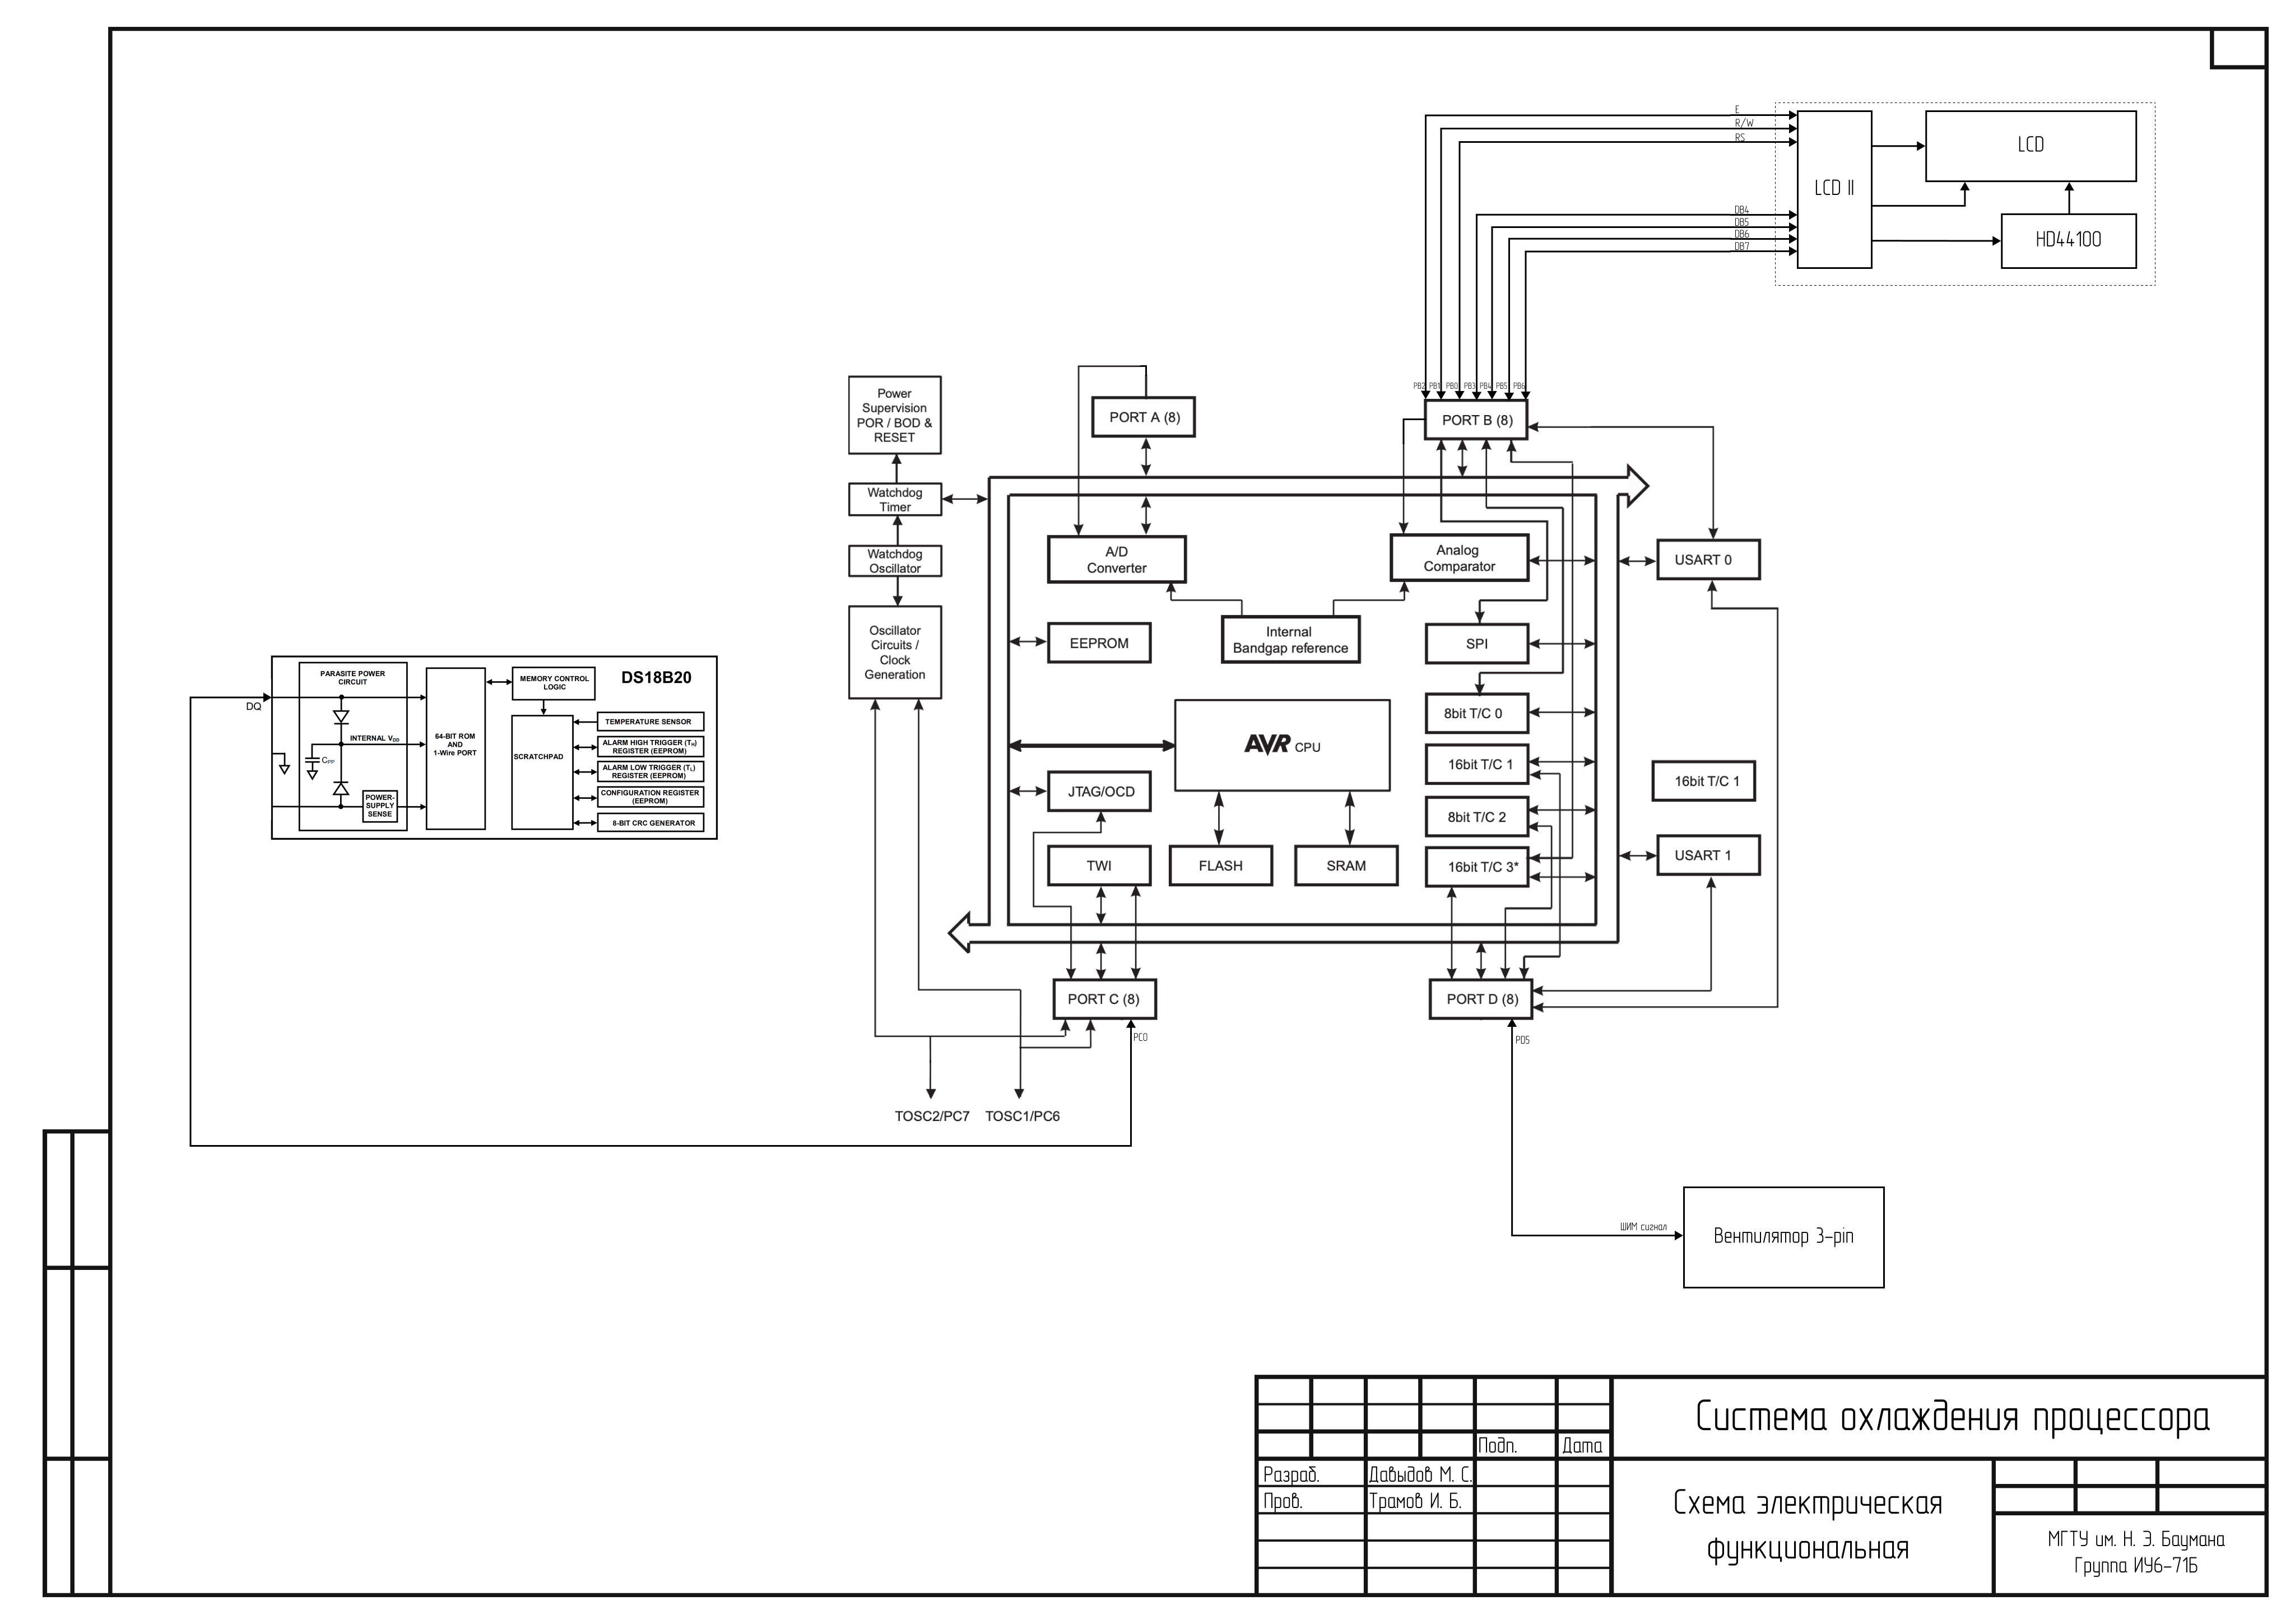 E
R/W
RS
DB4
DB5
DB6
DB7
LCD II
LCD
HD44100
PB2 PB1 PB0 PB3 PB4 PB5 PB6
Power
Supervision
POR / BOD &
RESET
PORT A (8)
PORT B (8)
Watchdog
Timer
Watchdog
Oscillator
A/D
Converter
Analog
Comparator
USART 0
Oscillator
Circuits /
Clock
Generation
EEPROM
Internal
Bandgap reference
SPI
8bit T/C 0
AVR CPU
16bit T/C 1
16bit T/C 1
JTAG/OCD
8bit T/C 2
TWI
FLASH
SRAM
16bit T/C 3*
USART 1
PORT C (8)
PORT D (8)
PC0
PD5
TOSC2/PC7
TOSC1/PC6
DQ
PARASITE POWER
CIRCUIT
INTERNAL VDD
CPP
POWER-
SUPPLY
SENSE
64-BIT ROM
AND
1-Wire PORT
MEMORY CONTROL
LOGIC
DS18B20
SCRATCHPAD
TEMPERATURE SENSOR
ALARM HIGH TRIGGER (TH)
REGISTER (EEPROM)
ALARM LOW TRIGGER (TL)
REGISTER (EEPROM)
CONFIGURATION REGISTER
(EEPROM)
8-BIT CRC GENERATOR
ШИМ сигнал
Вентилятор 3-pin
Система охлаждения процессора
Подп. Дата
Разраб. Давыдов М. С.
Пров. Трамов И. Б.
Схема электрическая
функциональная
МГТУ им. Н. Э. Баумана
Группа ИУ6-71Б